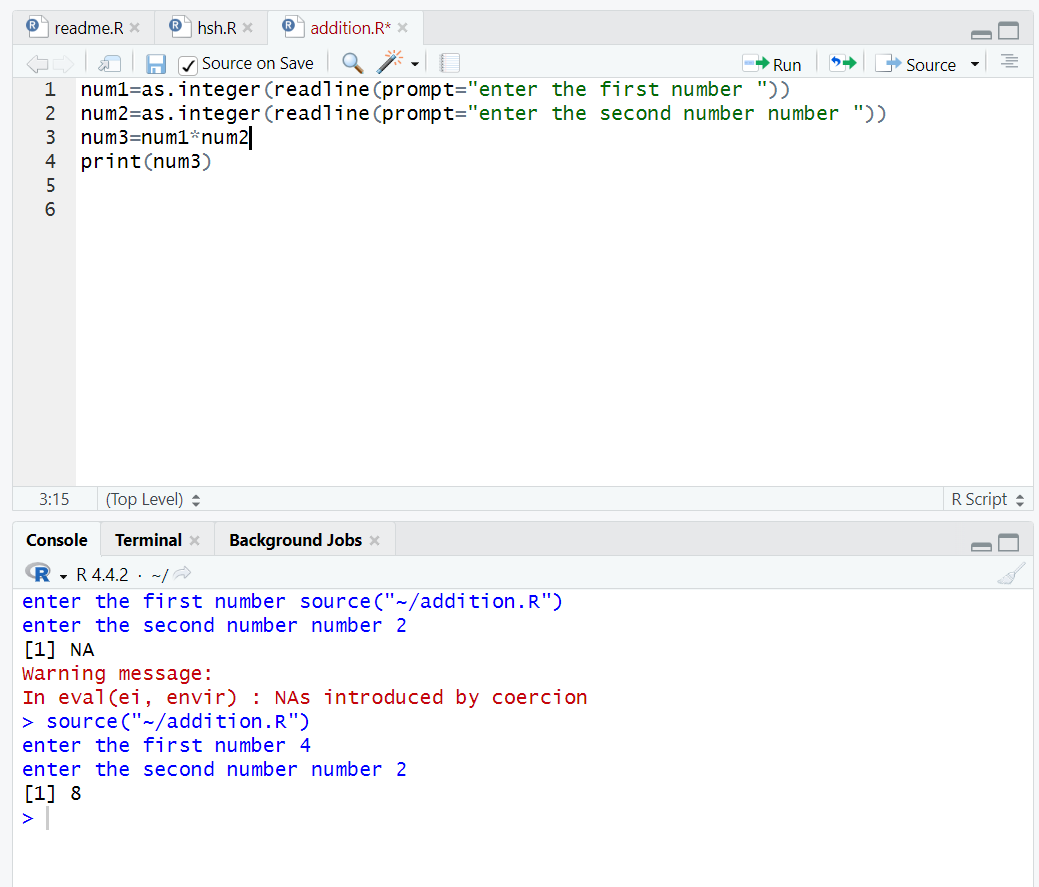 readme.R hsh.R addition.R*
Source on Save Run Source
1 num1=as.integer(readline(prompt="enter the first number "))
2 num2=as.integer(readline(prompt="enter the second number number "))
3 num3=num1*num2
4 print(num3)
5
6
3:15 (Top Level) R Script
Console Terminal Background Jobs
R R 4.4.2 · ~/
enter the first number source("~/addition.R")
enter the second number number 2
[1] NA
Warning message:
In eval(ei, envir) : NAs introduced by coercion
> source("~/addition.R")
enter the first number 4
enter the second number number 2
[1] 8
>